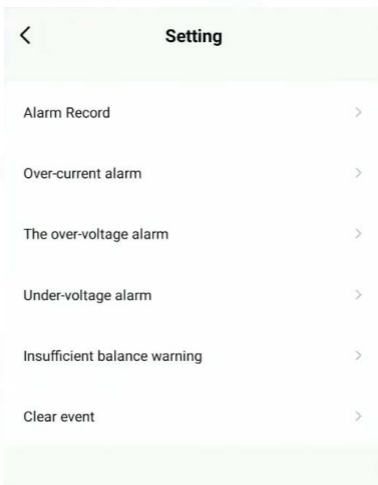 Setting
Alarm Record
Over-current alarm
The over-voltage alarm
Under-voltage alarm
Insufficient balance warning
Clear event